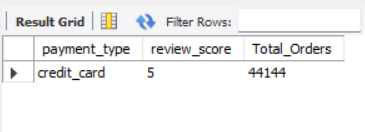 Result Grid Filter Rows:
payment_type review_score Total_Orders
credit_card 5 44144